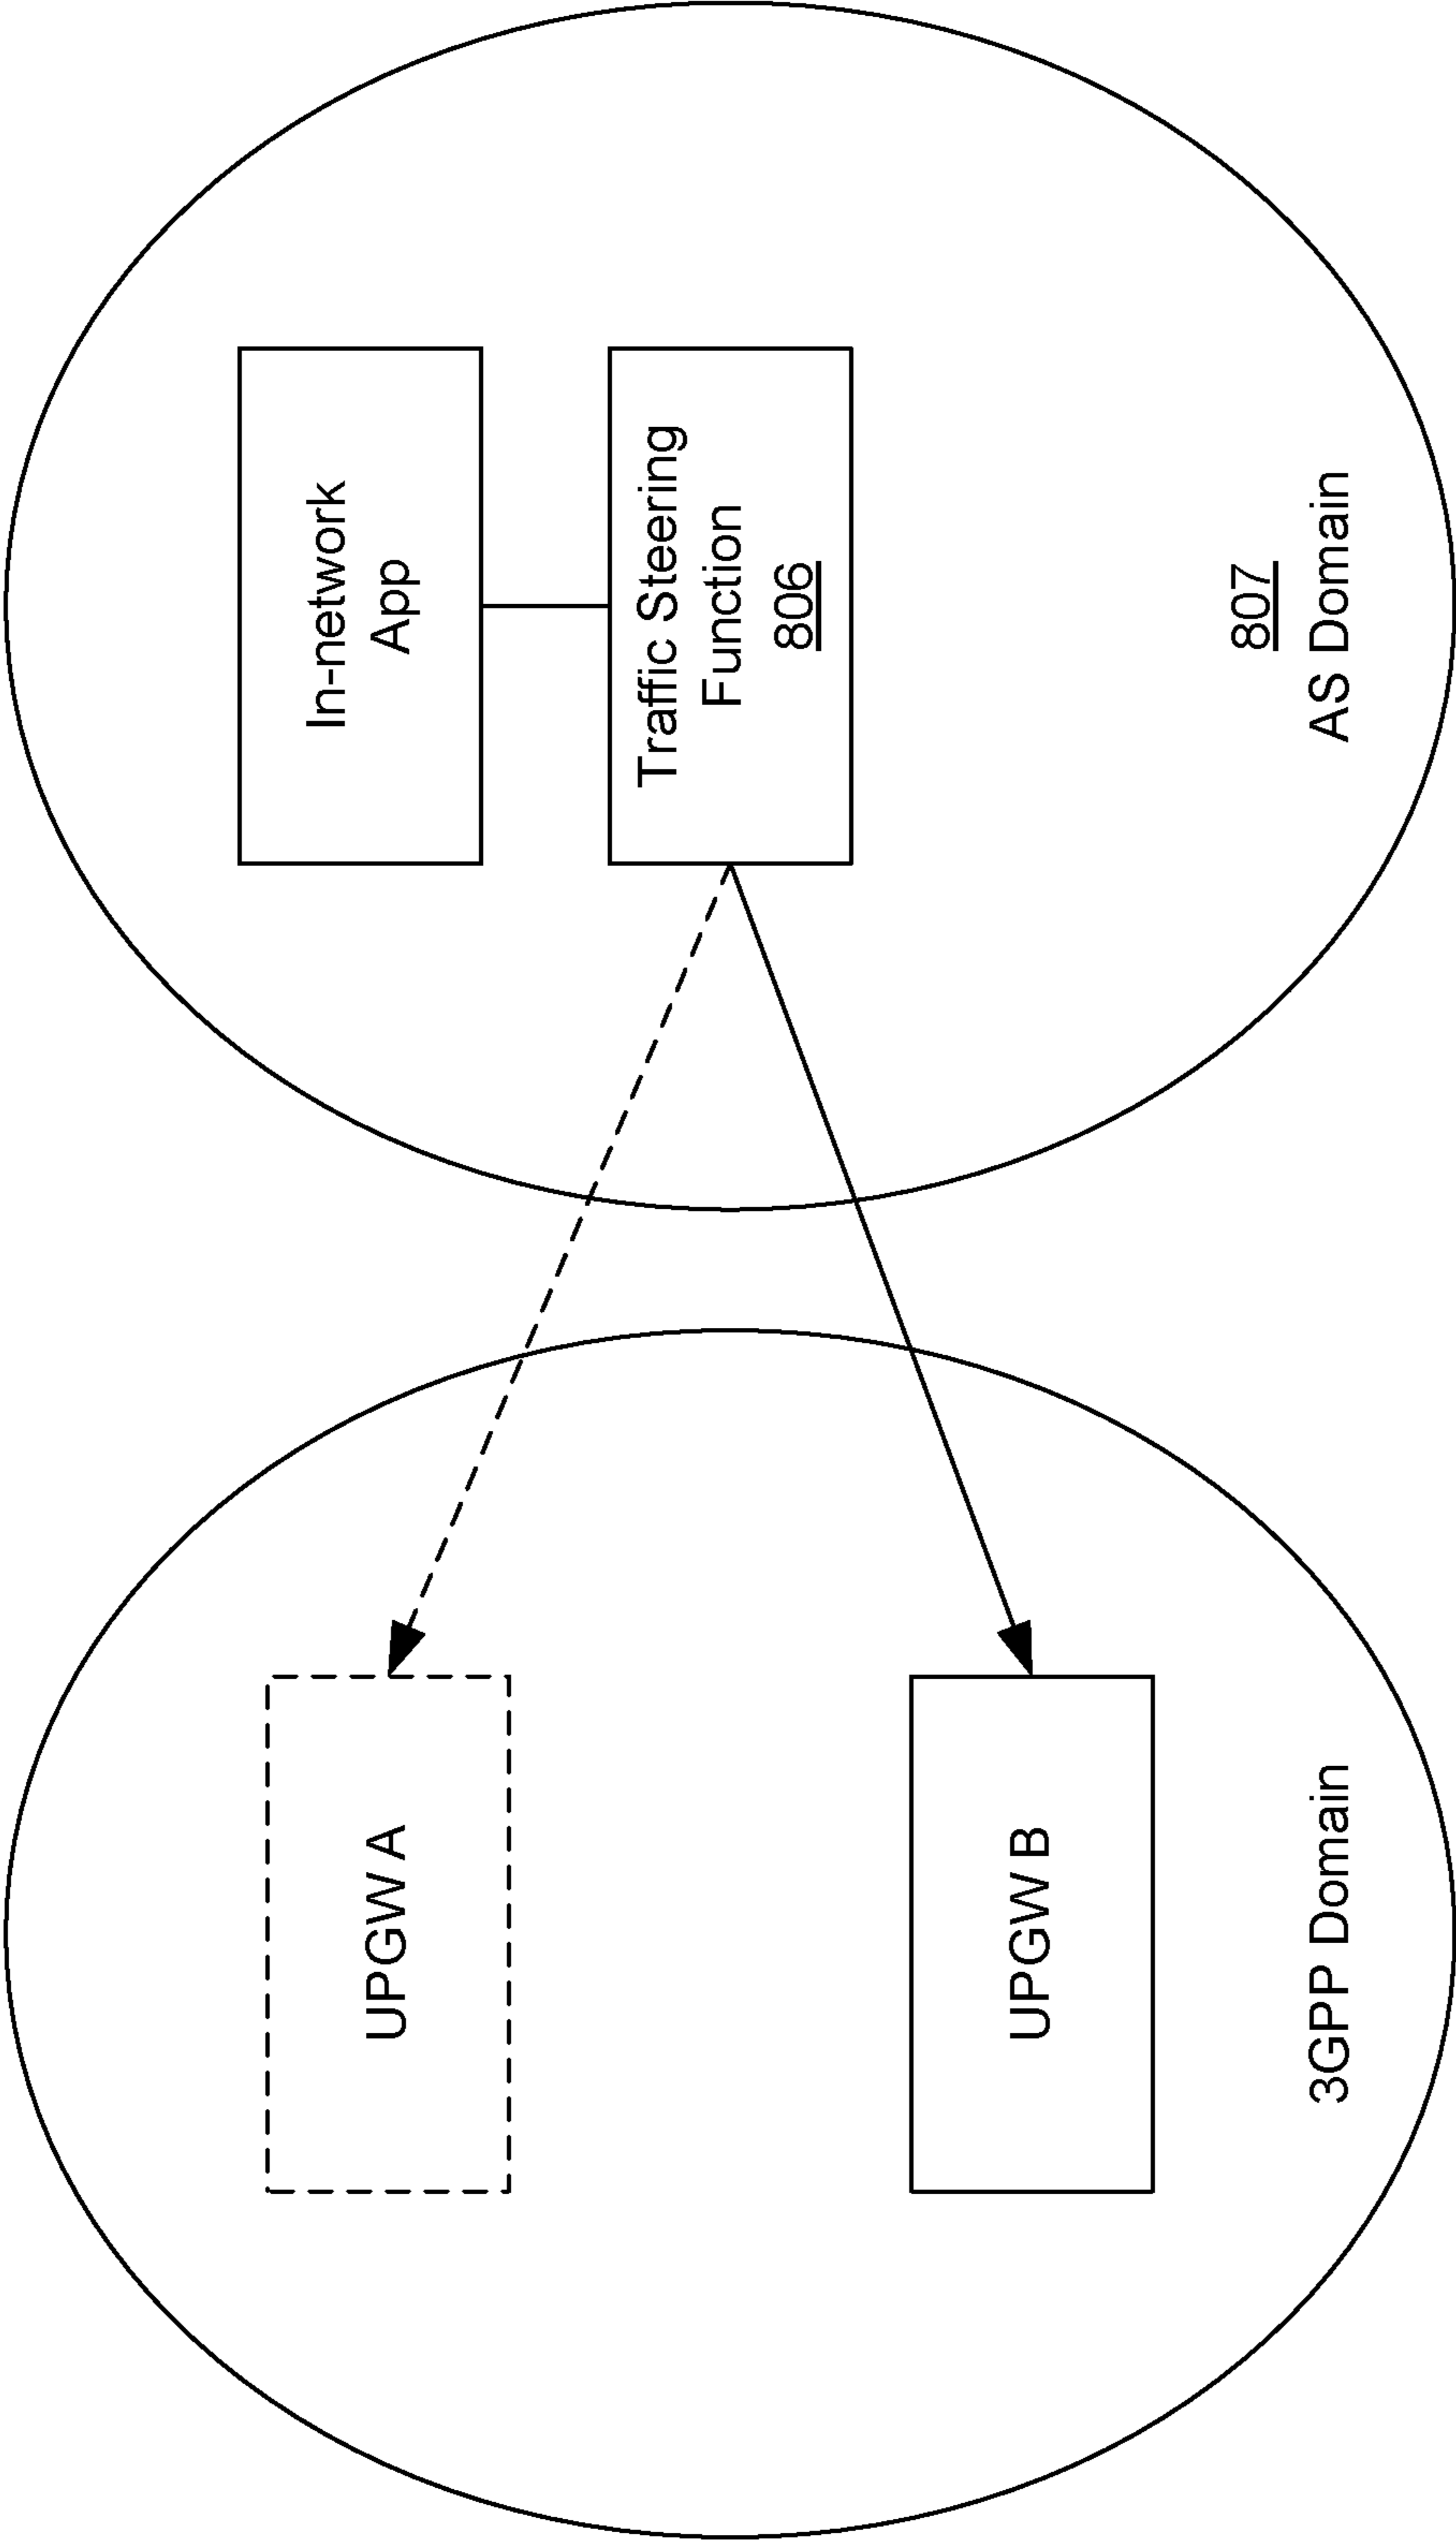 UPGW A
UPGW B
3GPP Domain
In-network
App
Traffic Steering
Function
806
807
AS Domain